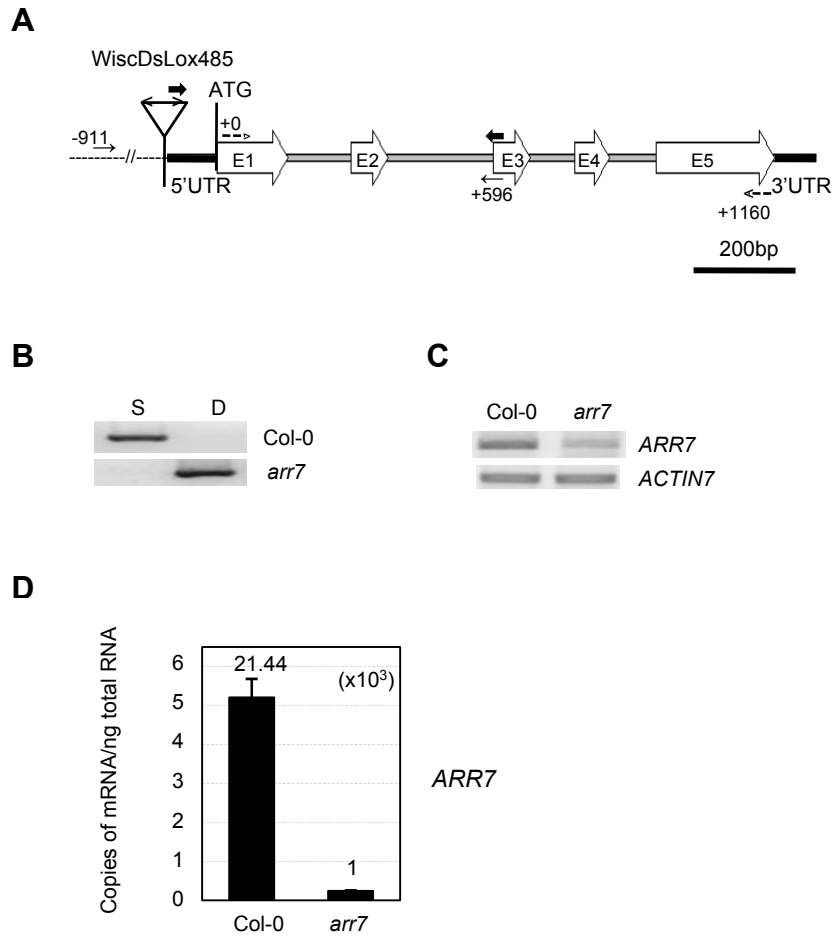 A
WiscDsLox485
ATG
-911
+0
//
E1 E2 E3 E4 E5
5’UTR
3’UTR
+596
+1160
200bp
B
S D
Col-0
arr7
C
Col-0 arr7
ARR7
ACTIN7
D
Copies of mRNA/ng total RNA
6
5
4
3
2
1
0
21.44
(x10³)
1
Col-0 arr7
ARR7